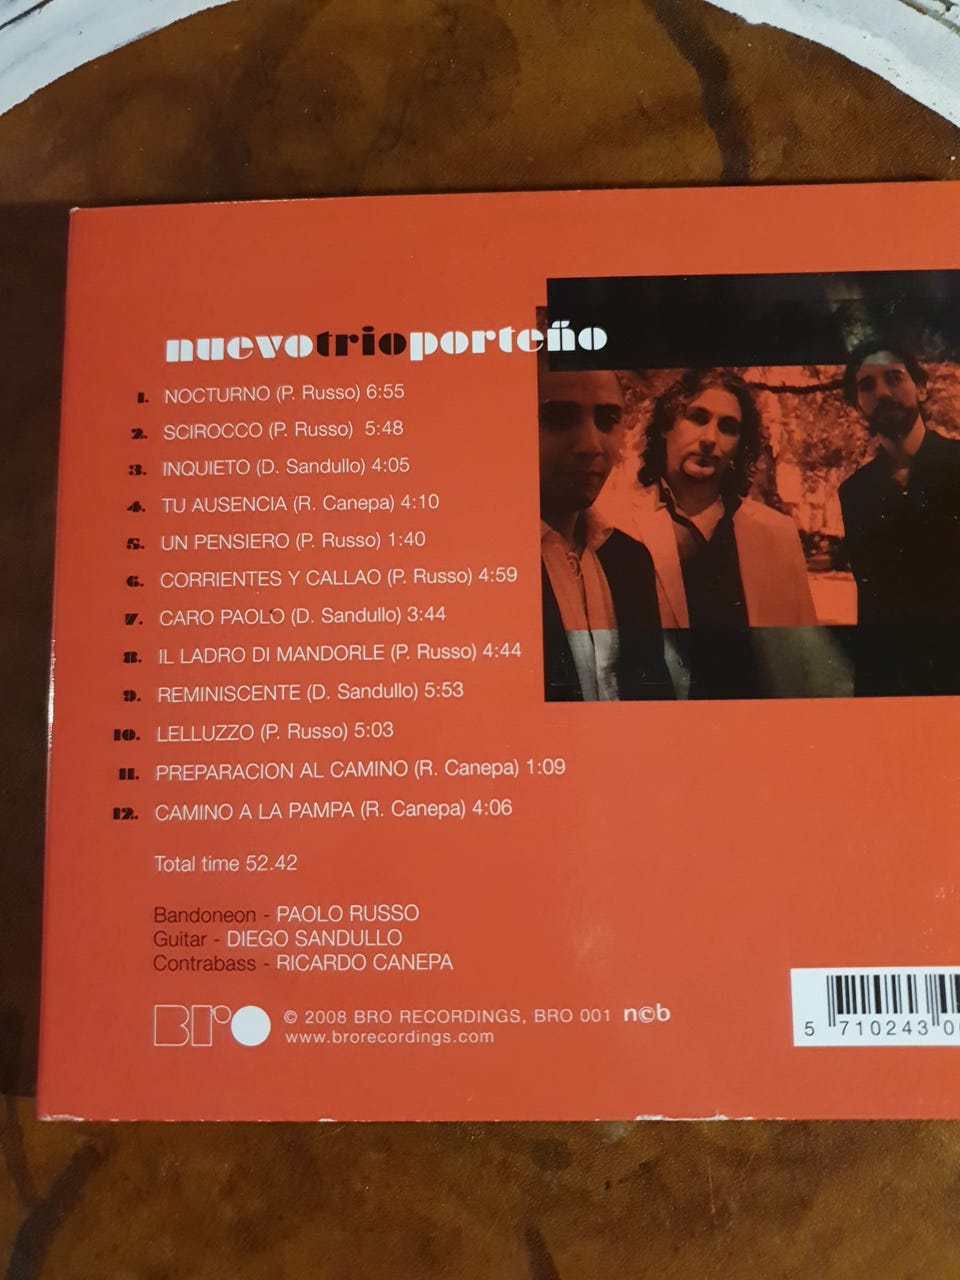 nuevotrioporteño
1. NOCTURNO (P. Russo) 6:55
2. SCIROCCO (P. Russo) 5:48
3. INQUIETO (D. Sandullo) 4:05
4. TU AUSENCIA (R. Canepa) 4:10
5. UN PENSIERO (P. Russo) 1:40
6. CORRIENTES Y CALLAO (P. Russo) 4:59
7. CARO PAOLO (D. Sandullo) 3:44
8. IL LADRO DI MANDORLE (P. Russo) 4:44
9. REMINISCENTE (D. Sandullo) 5:53
10. LELLUZZO (P. Russo) 5:03
11. PREPARACION AL CAMINO (R. Canepa) 1:09
12. CAMINO A LA PAMPA (R. Canepa) 4:06
Total time 52.42
Bandoneon - PAOLO RUSSO
Guitar - DIEGO SANDULLO
Contrabass - RICARDO CANEPA
Bro © 2008 BRO RECORDINGS, BRO 001 n©b
www.brorecordings.com
5 710243